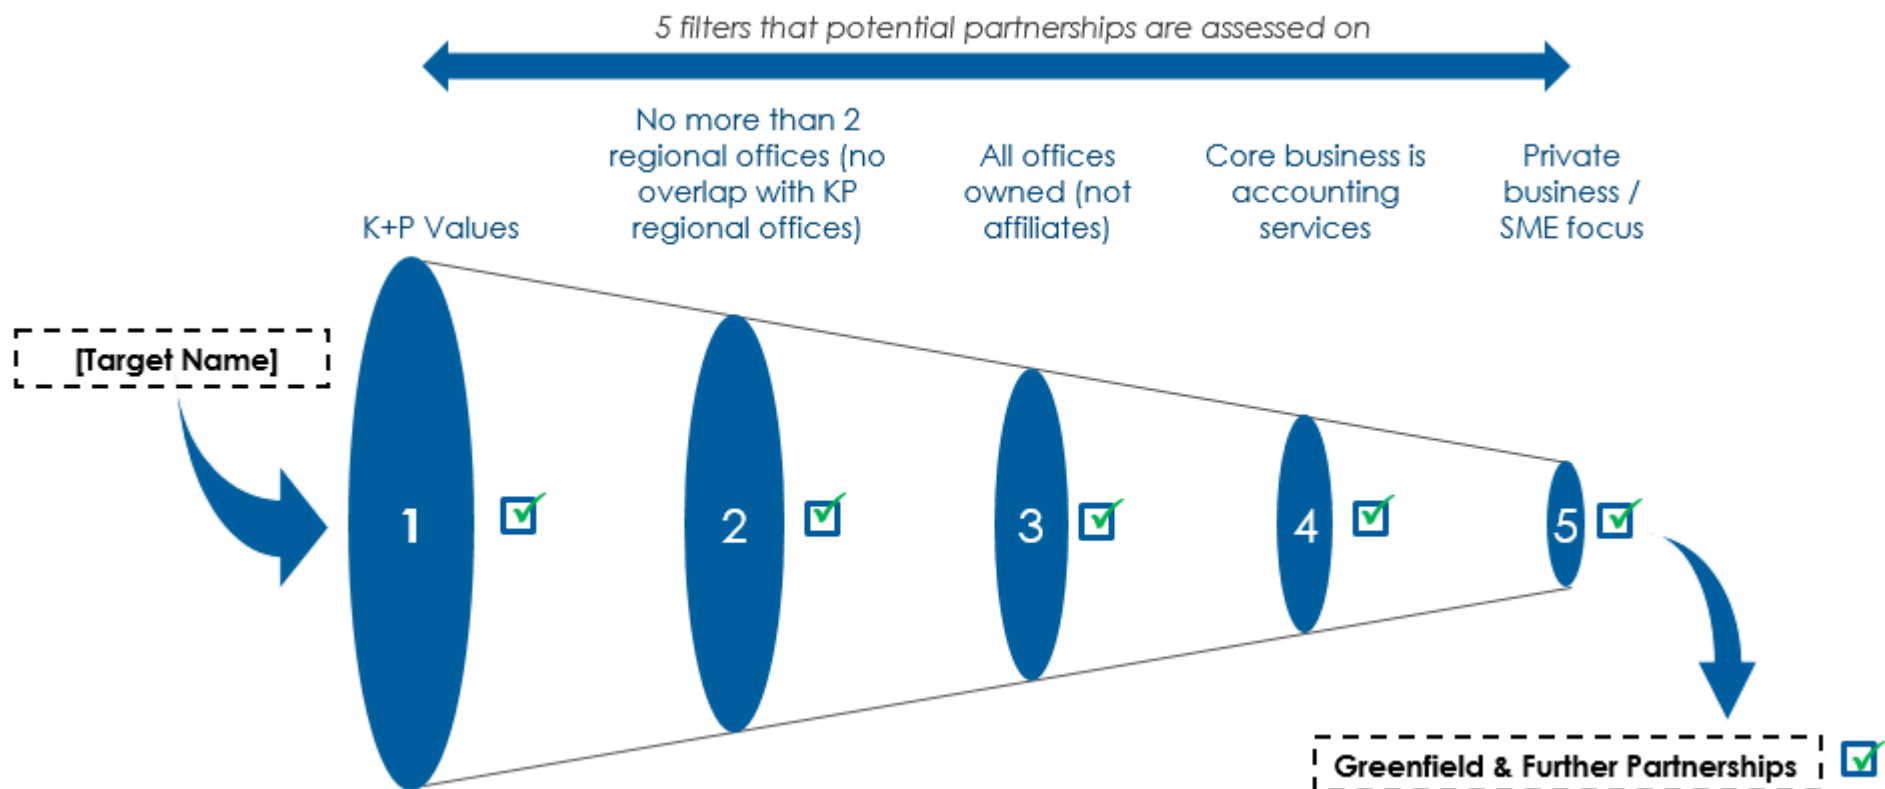 5 filters that potential partnerships are assessed on
K+P Values
No more than 2
regional offices (no
overlap with KP
regional offices)
All offices
owned (not
affiliates)
Core business is
accounting
services
Private
business /
SME focus
[Target Name]
1
2
3
4
5
Greenfield & Further Partnerships